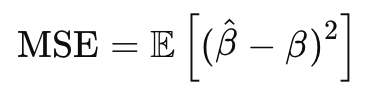 MSE = 𝔼 [(β̂ − β)²]